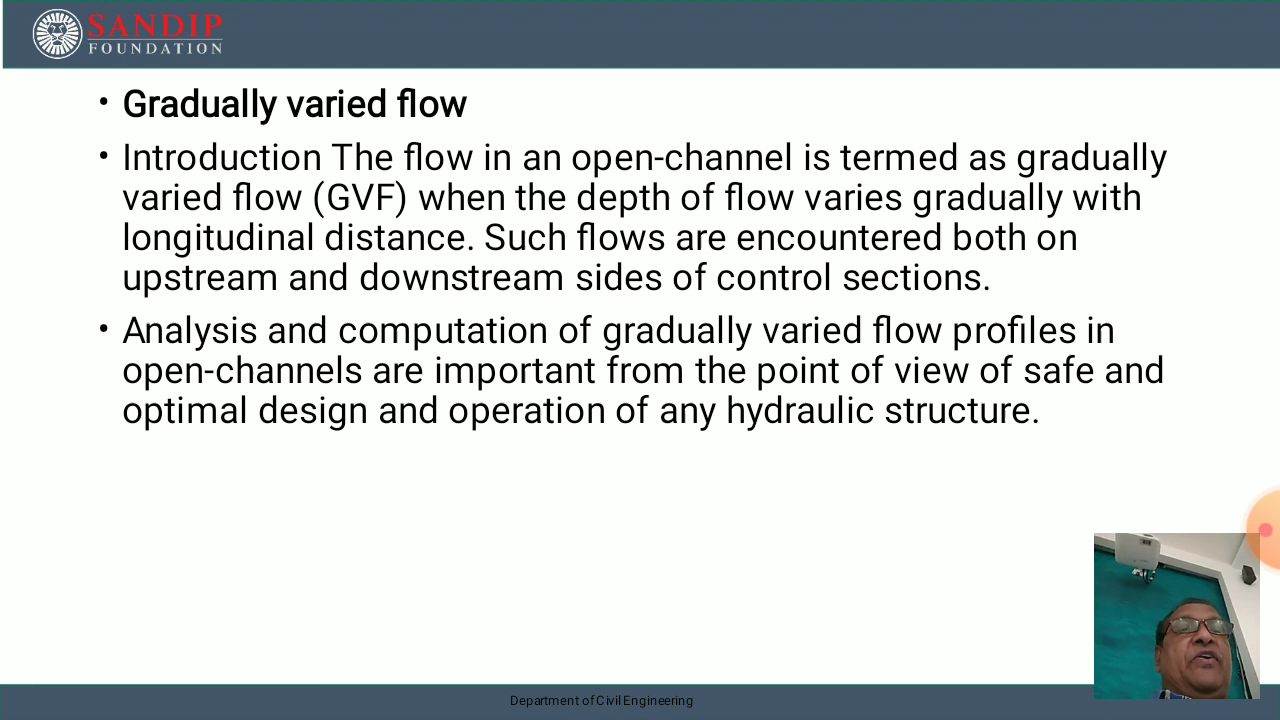 SANDIP
FOUNDATION
• Gradually varied flow
• Introduction The flow in an open-channel is termed as gradually
varied flow (GVF) when the depth of flow varies gradually with
longitudinal distance. Such flows are encountered both on
upstream and downstream sides of control sections.
• Analysis and computation of gradually varied flow profiles in
open-channels are important from the point of view of safe and
optimal design and operation of any hydraulic structure.
Department of Civil Engineering